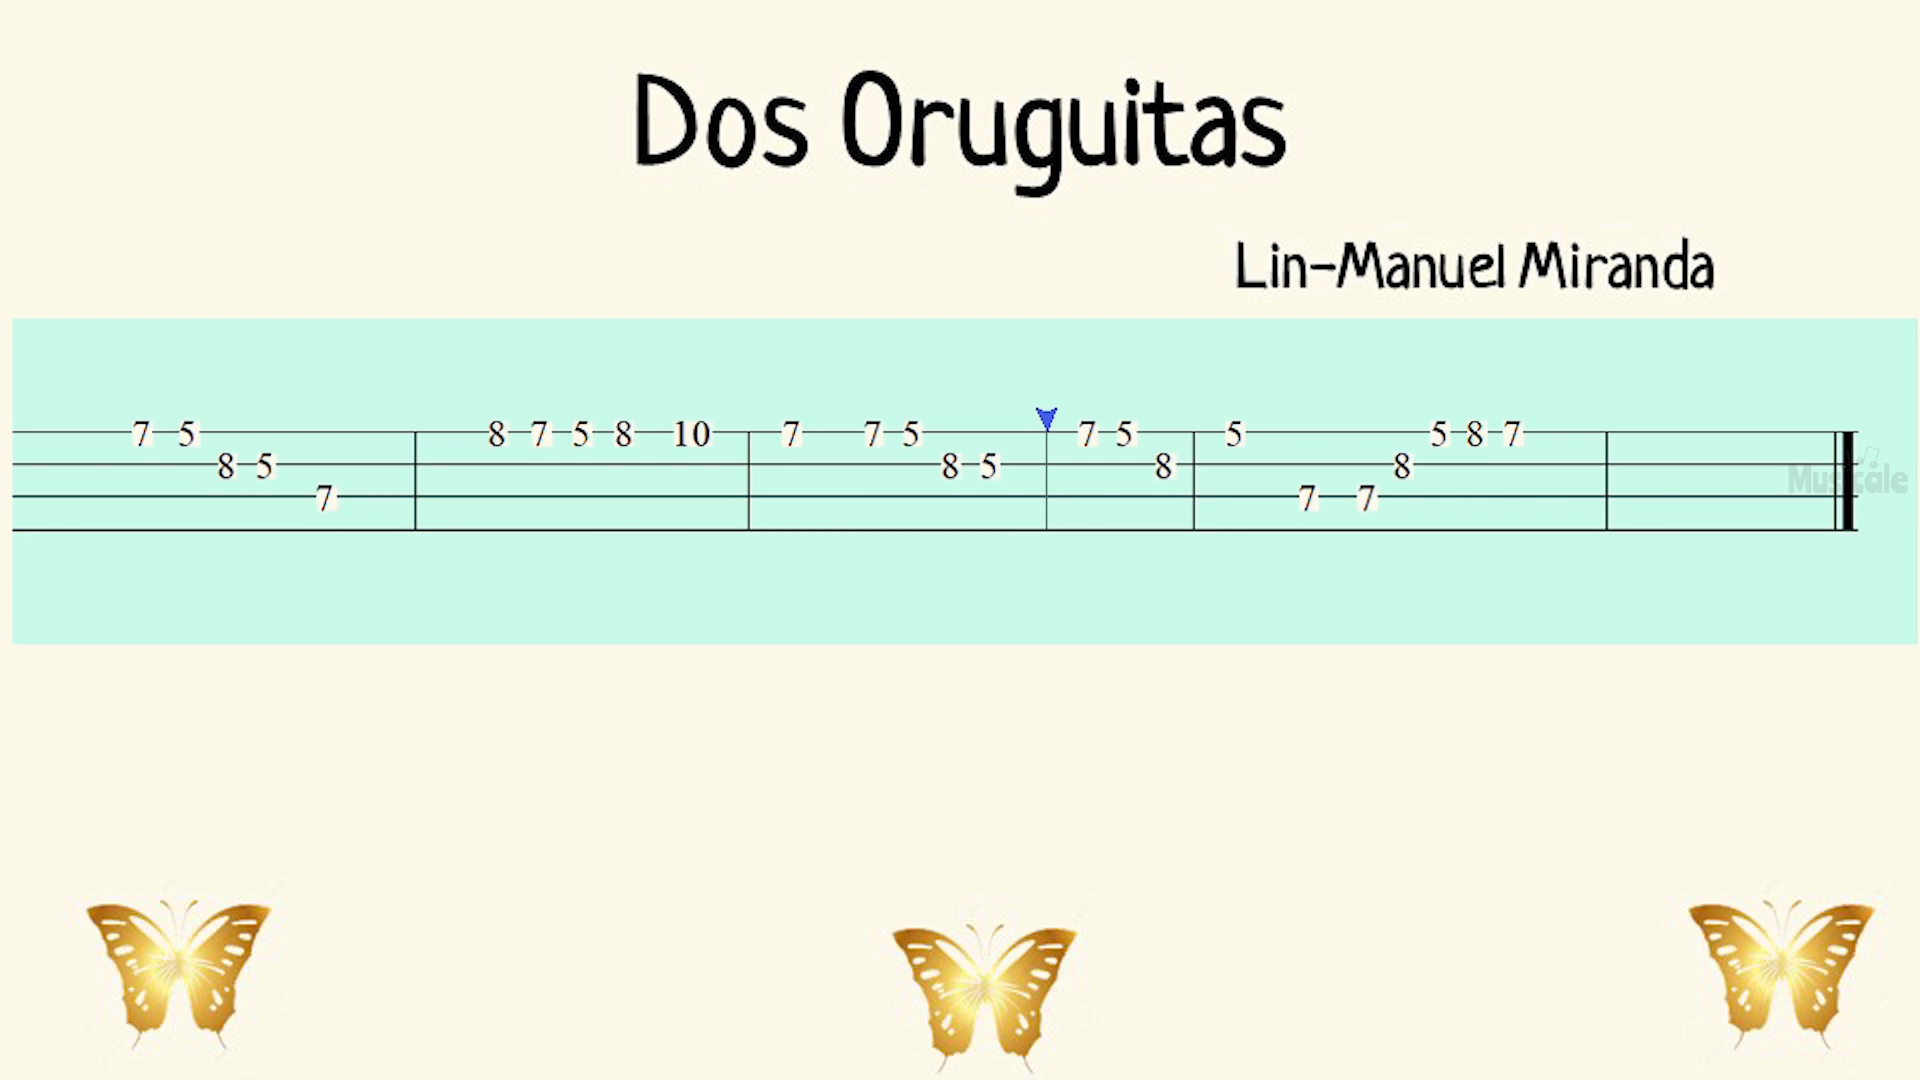 Dos Oruguitas
Lin-Manuel Miranda
7 5 8 7 5 8 10 7 7 5 7 5 5 5 8 7
8 5 8 5 8 8
7 7 7
Musicale